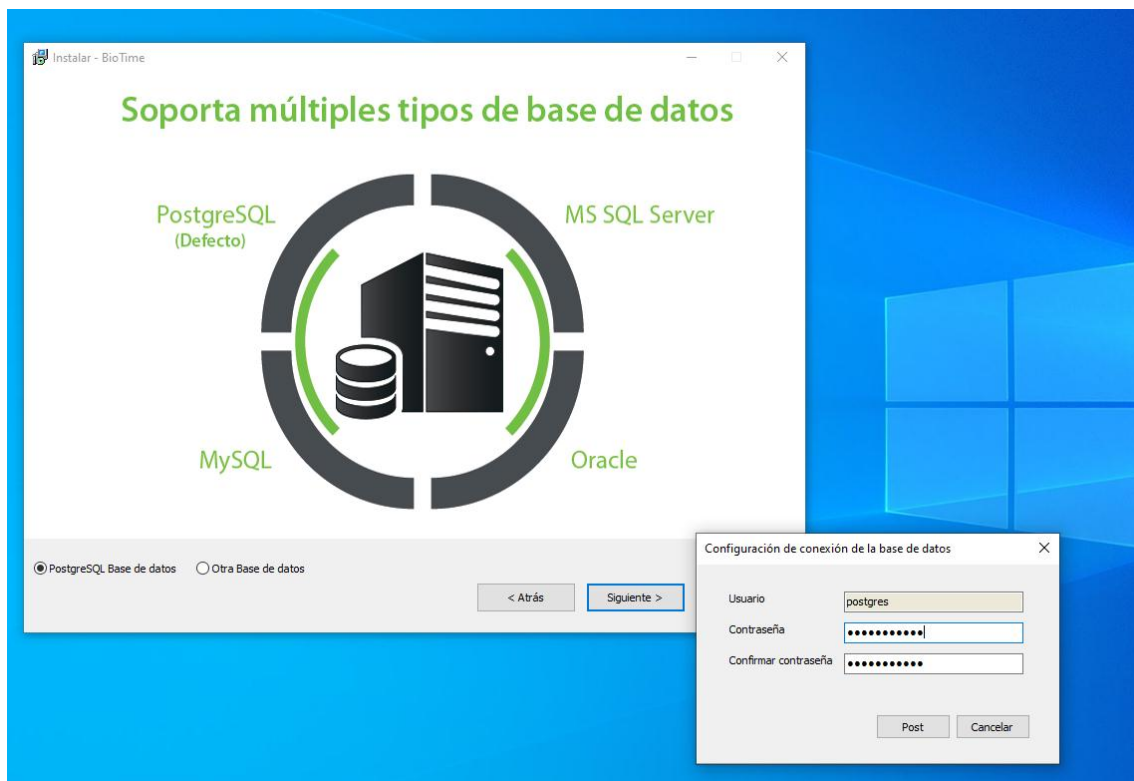 Instalar - BioTime
Soporta múltiples tipos de base de datos
PostgreSQL
(Defecto)
MS SQL Server
MySQL
Oracle
PostgreSQL Base de datos
Otra Base de datos
< Atrás
Siguiente >
Configuración de conexión de la base de datos
Usuario
postgres
Contraseña
•••••••••••
Confirmar contraseña
•••••••••••
Post
Cancelar